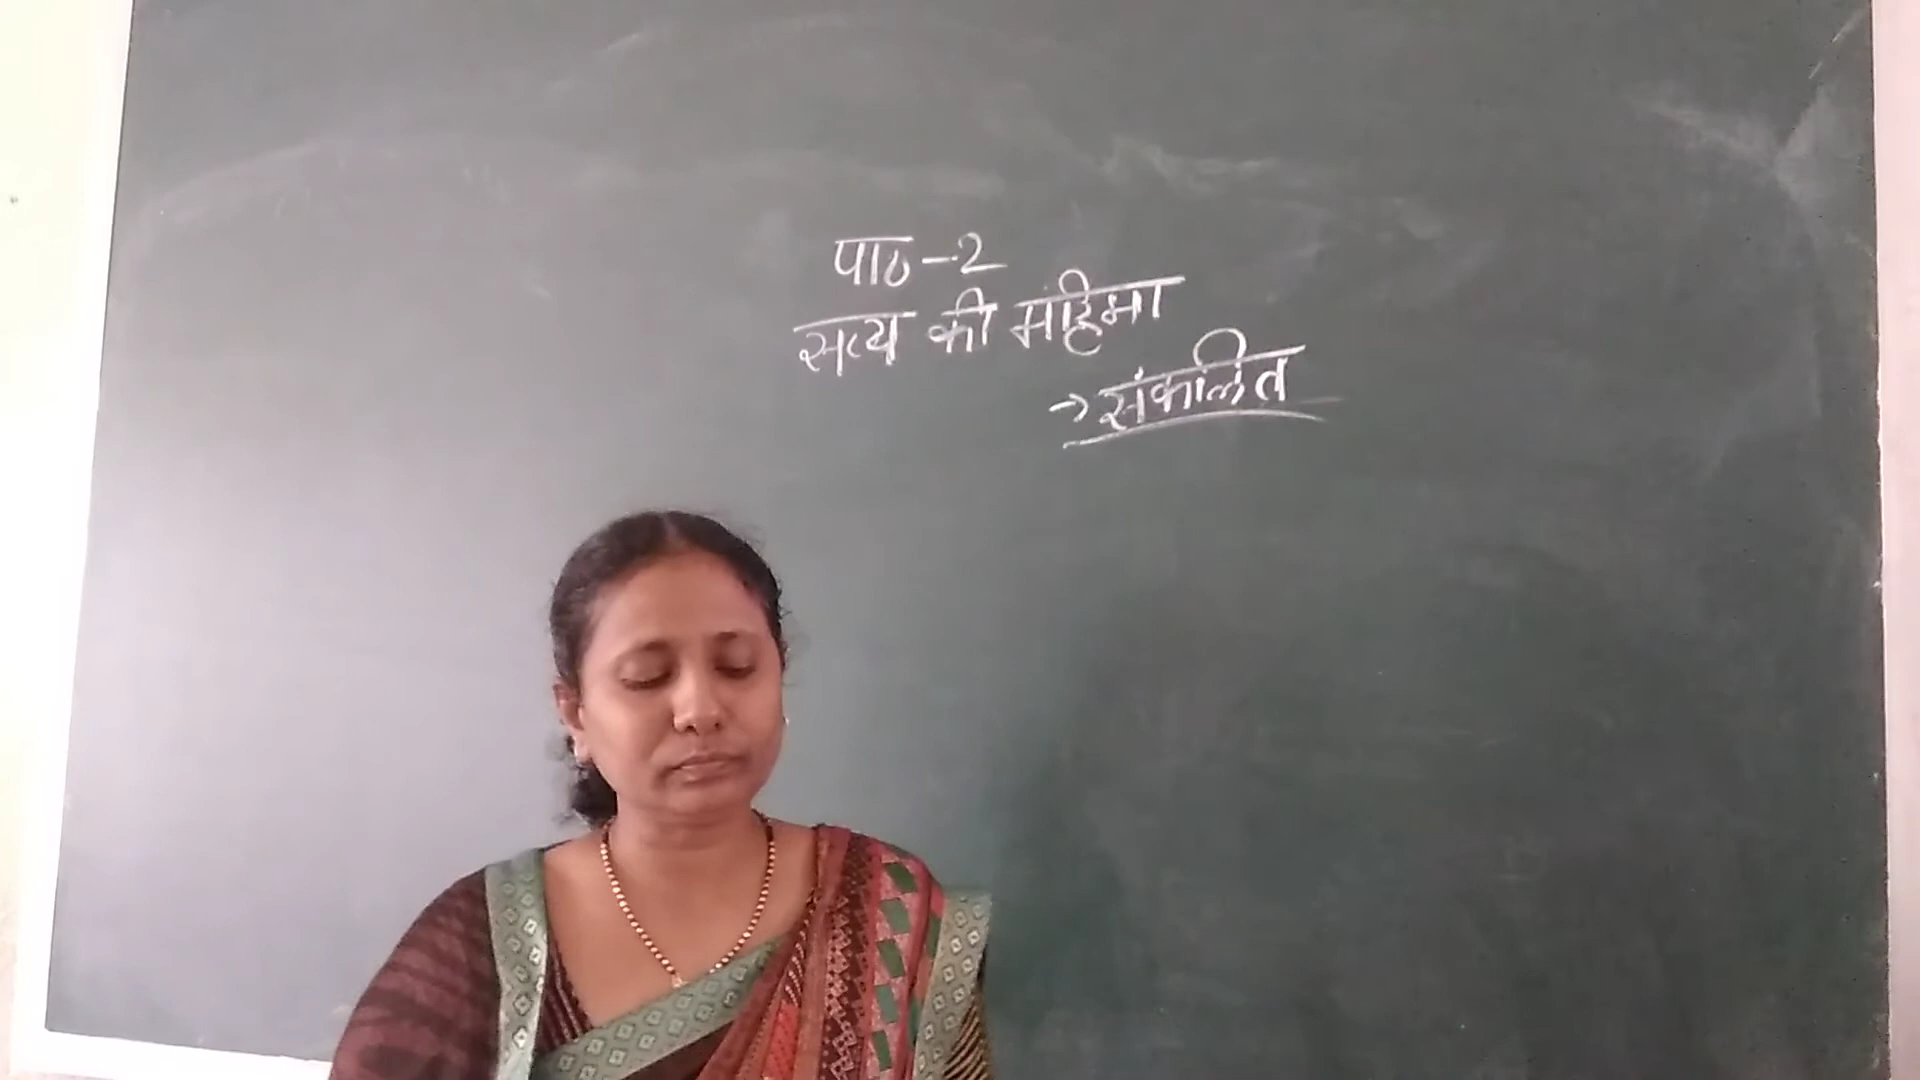 पाठ-2
सत्य की महिमा
→ संकलित